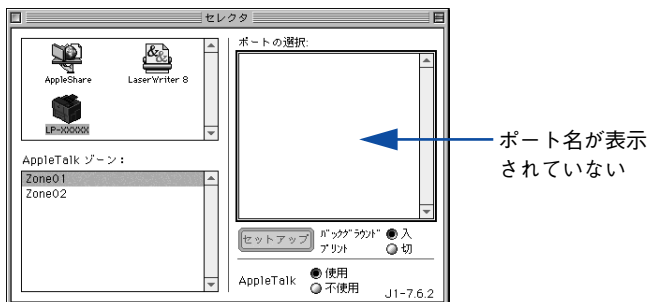 セレクタ
AppleShare
LaserWriter 8
LP-XXXXX
AppleTalk ゾーン：
Zone01
Zone02
ポートの選択:
セットアップ
バックグラウンド
プリント
入
切
AppleTalk
使用
不使用
J1-7.6.2
ポート名が表示
されていない